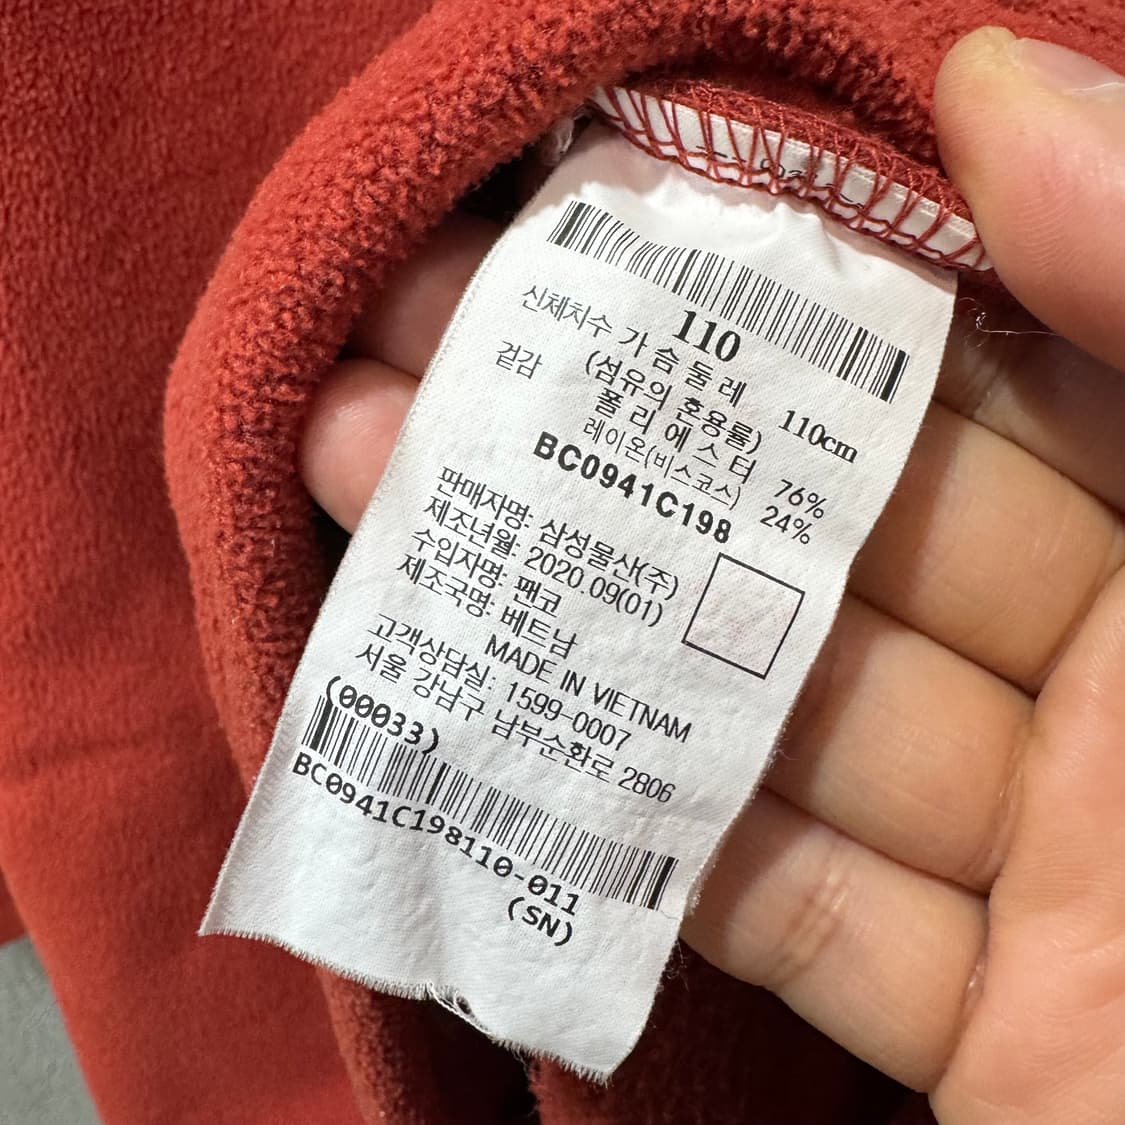 110
신체치수 가 슴 둘 레 110cm
(섬유의 혼용률)
겉감 폴 리 에 스 터 76%
레이온(비스코스) 24%
BC0941C198
판매자명: 삼성물산(주)
제조년월: 2020.09(01)
수입자명: 팬코
제조국명: 베트남
MADE IN VIETNAM
고객상담실: 1599-0007
서울 강남구 남부순환로 2806
(00033)
BC0941C198110-011
(SN)